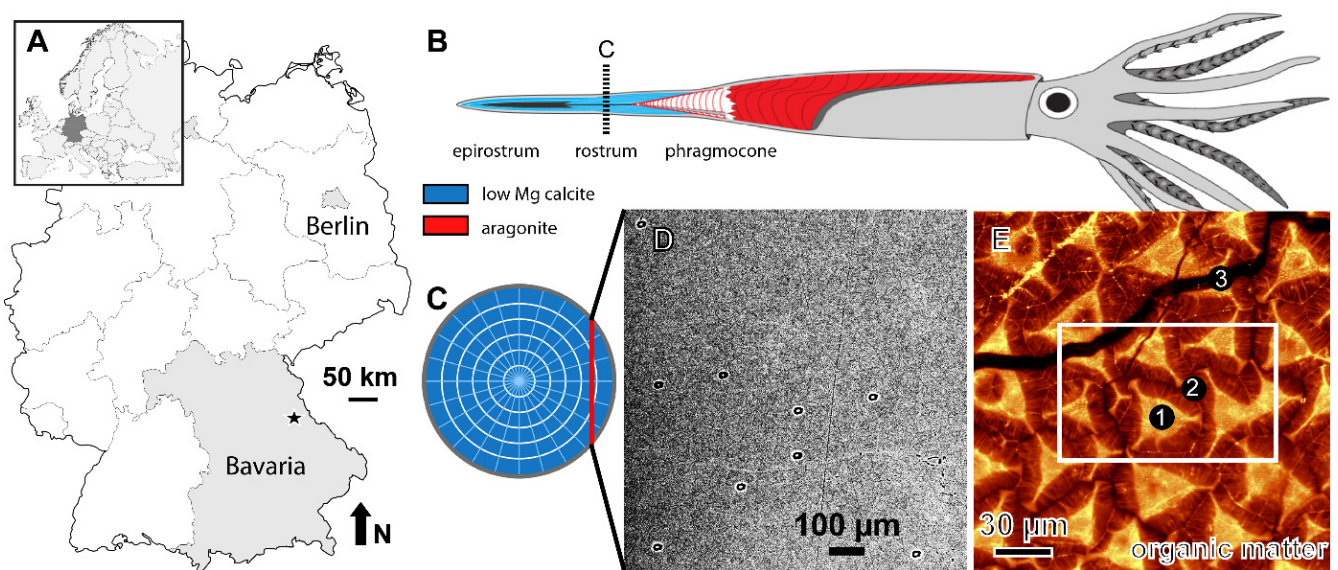 A
Berlin
50 km
Bavaria
N
B
C
epirostrum
rostrum
phragmocone
low Mg calcite
aragonite
C
D
100 µm
E
3
2
1
30 µm
organic matter